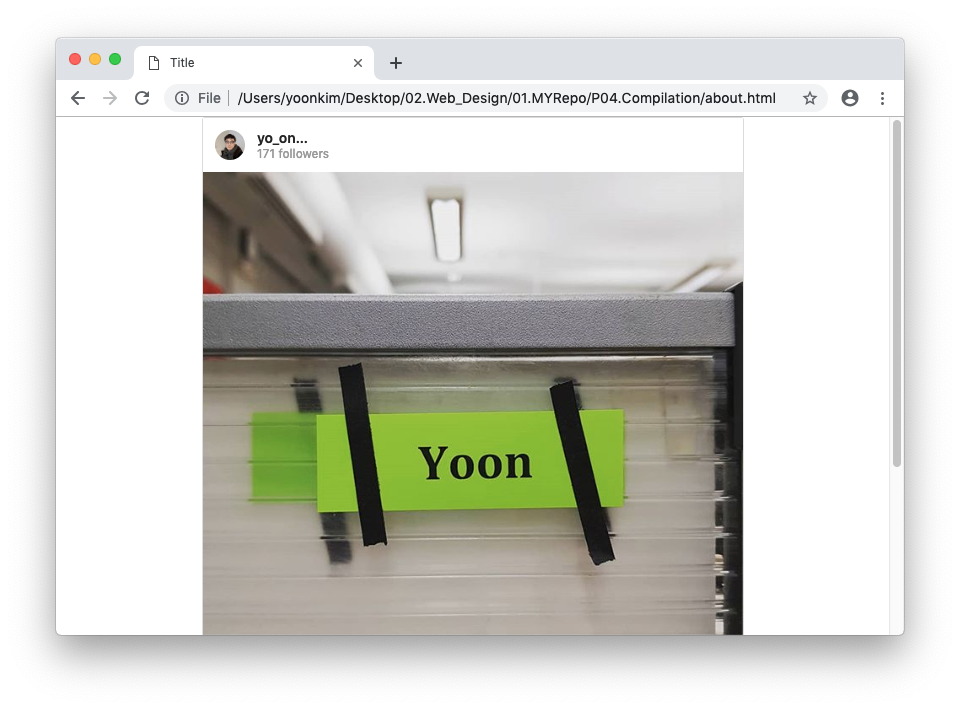 Title
File
/Users/yoonkim/Desktop/02.Web_Design/01.MYRepo/P04.Compilation/about.html
yo_on...
171 followers
Yoon